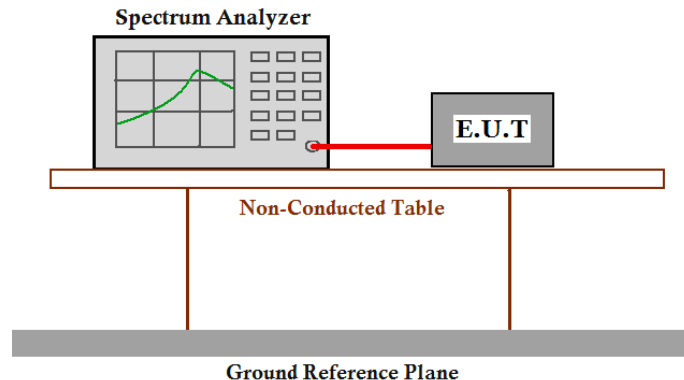 Spectrum Analyzer
E.U.T
Non-Conducted Table
Ground Reference Plane